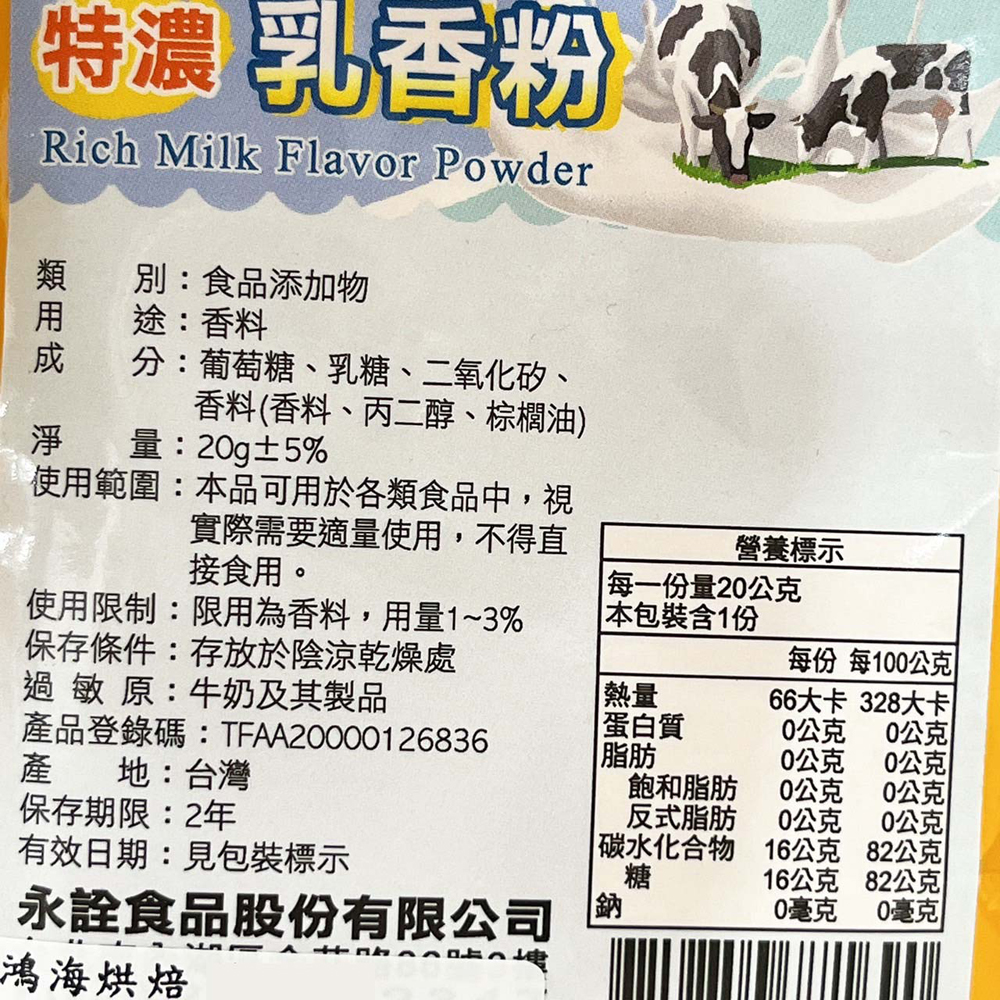 特濃 乳香粉
Rich Milk Flavor Powder
類 別：食品添加物
用 途：香料
成 分：葡萄糖、乳糖、二氧化矽、
香料(香料、丙二醇、棕櫚油)
淨 量：20g±5%
使用範圍：本品可用於各類食品中，視
實際需要適量使用，不得直
接食用。
使用限制：限用為香料，用量1~3%
保存條件：存放於陰涼乾燥處
過 敏 原：牛奶及其製品
產品登錄碼：TFAA20000126836
產 地：台灣
保存期限：2年
有效日期：見包裝標示
永詮食品股份有限公司
鴻海烘焙
營養標示
每一份量20公克
本包裝含1份
每份 每100公克
熱量 66大卡 328大卡
蛋白質 0公克 0公克
脂肪 0公克 0公克
飽和脂肪 0公克 0公克
反式脂肪 0公克 0公克
碳水化合物 16公克 82公克
糖 16公克 82公克
鈉 0毫克 0毫克